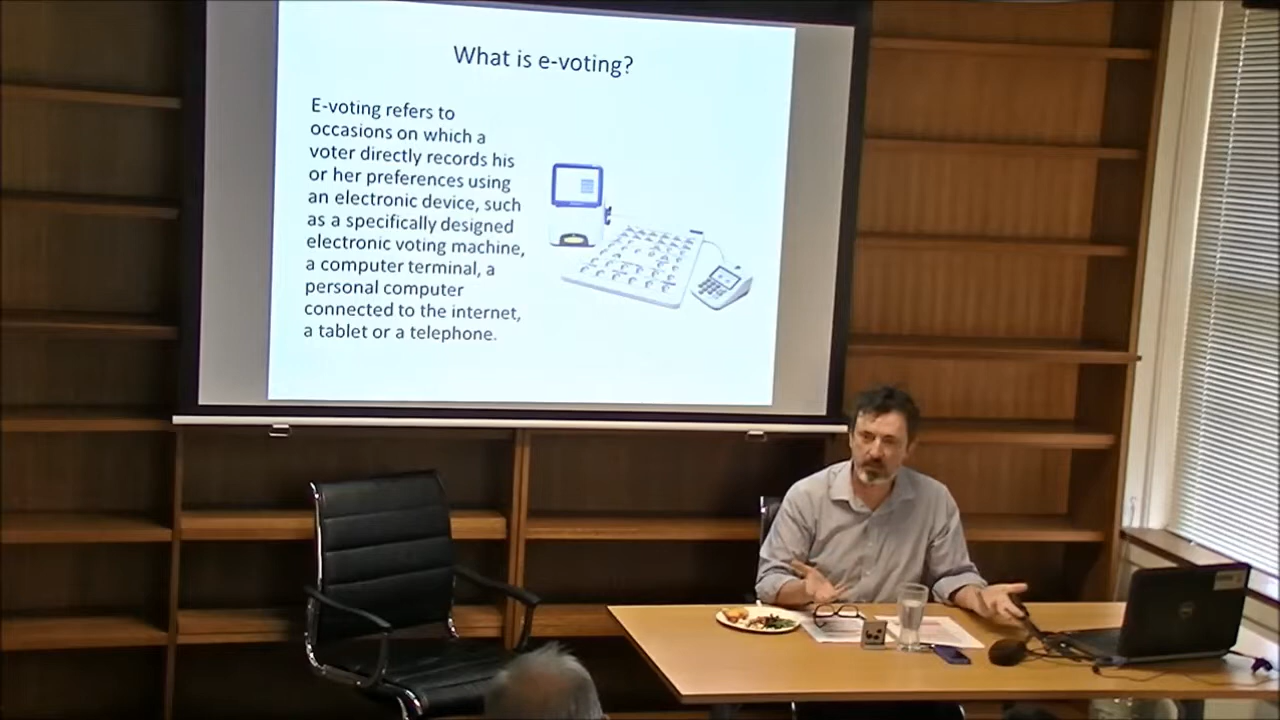 What is e-voting?
E-voting refers to
occasions on which a
voter directly records his
or her preferences using
an electronic device, such
as a specifically designed
electronic voting machine,
a computer terminal, a
personal computer
connected to the internet,
a tablet or a telephone.
DELL